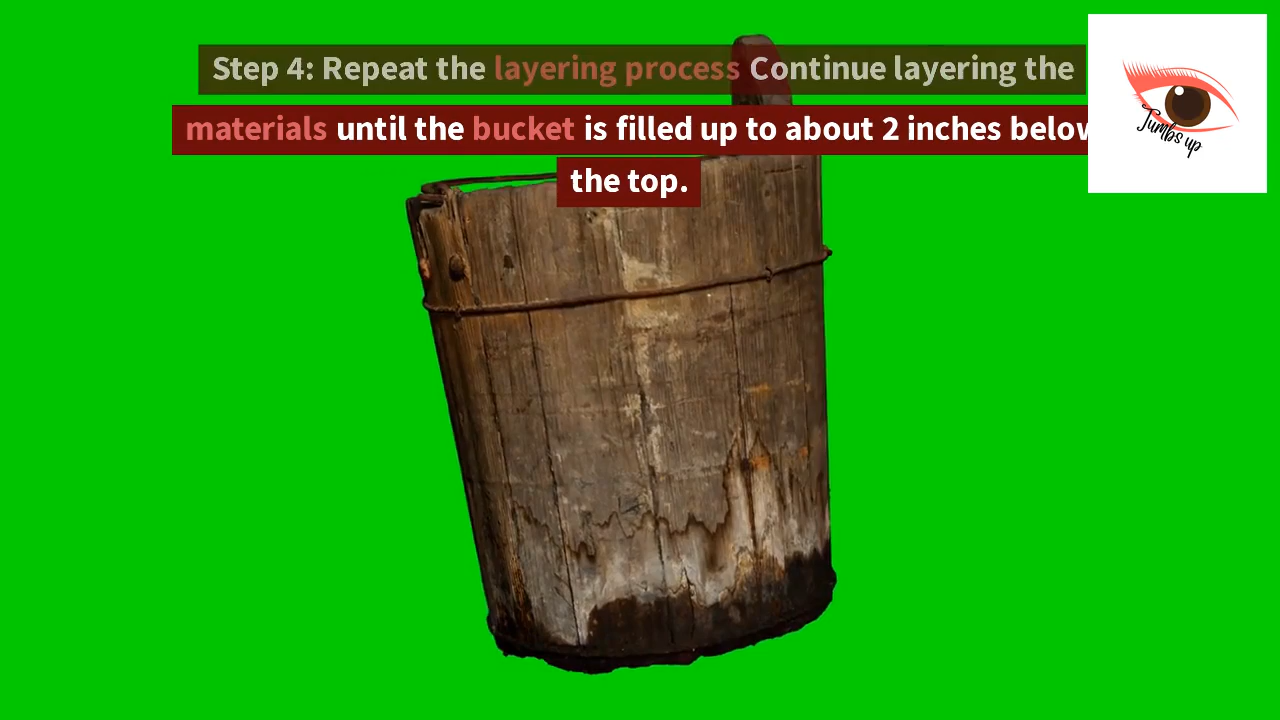 Step 4: Repeat the layering process Continue layering the
materials until the bucket is filled up to about 2 inches below
the top.
Tumbs up